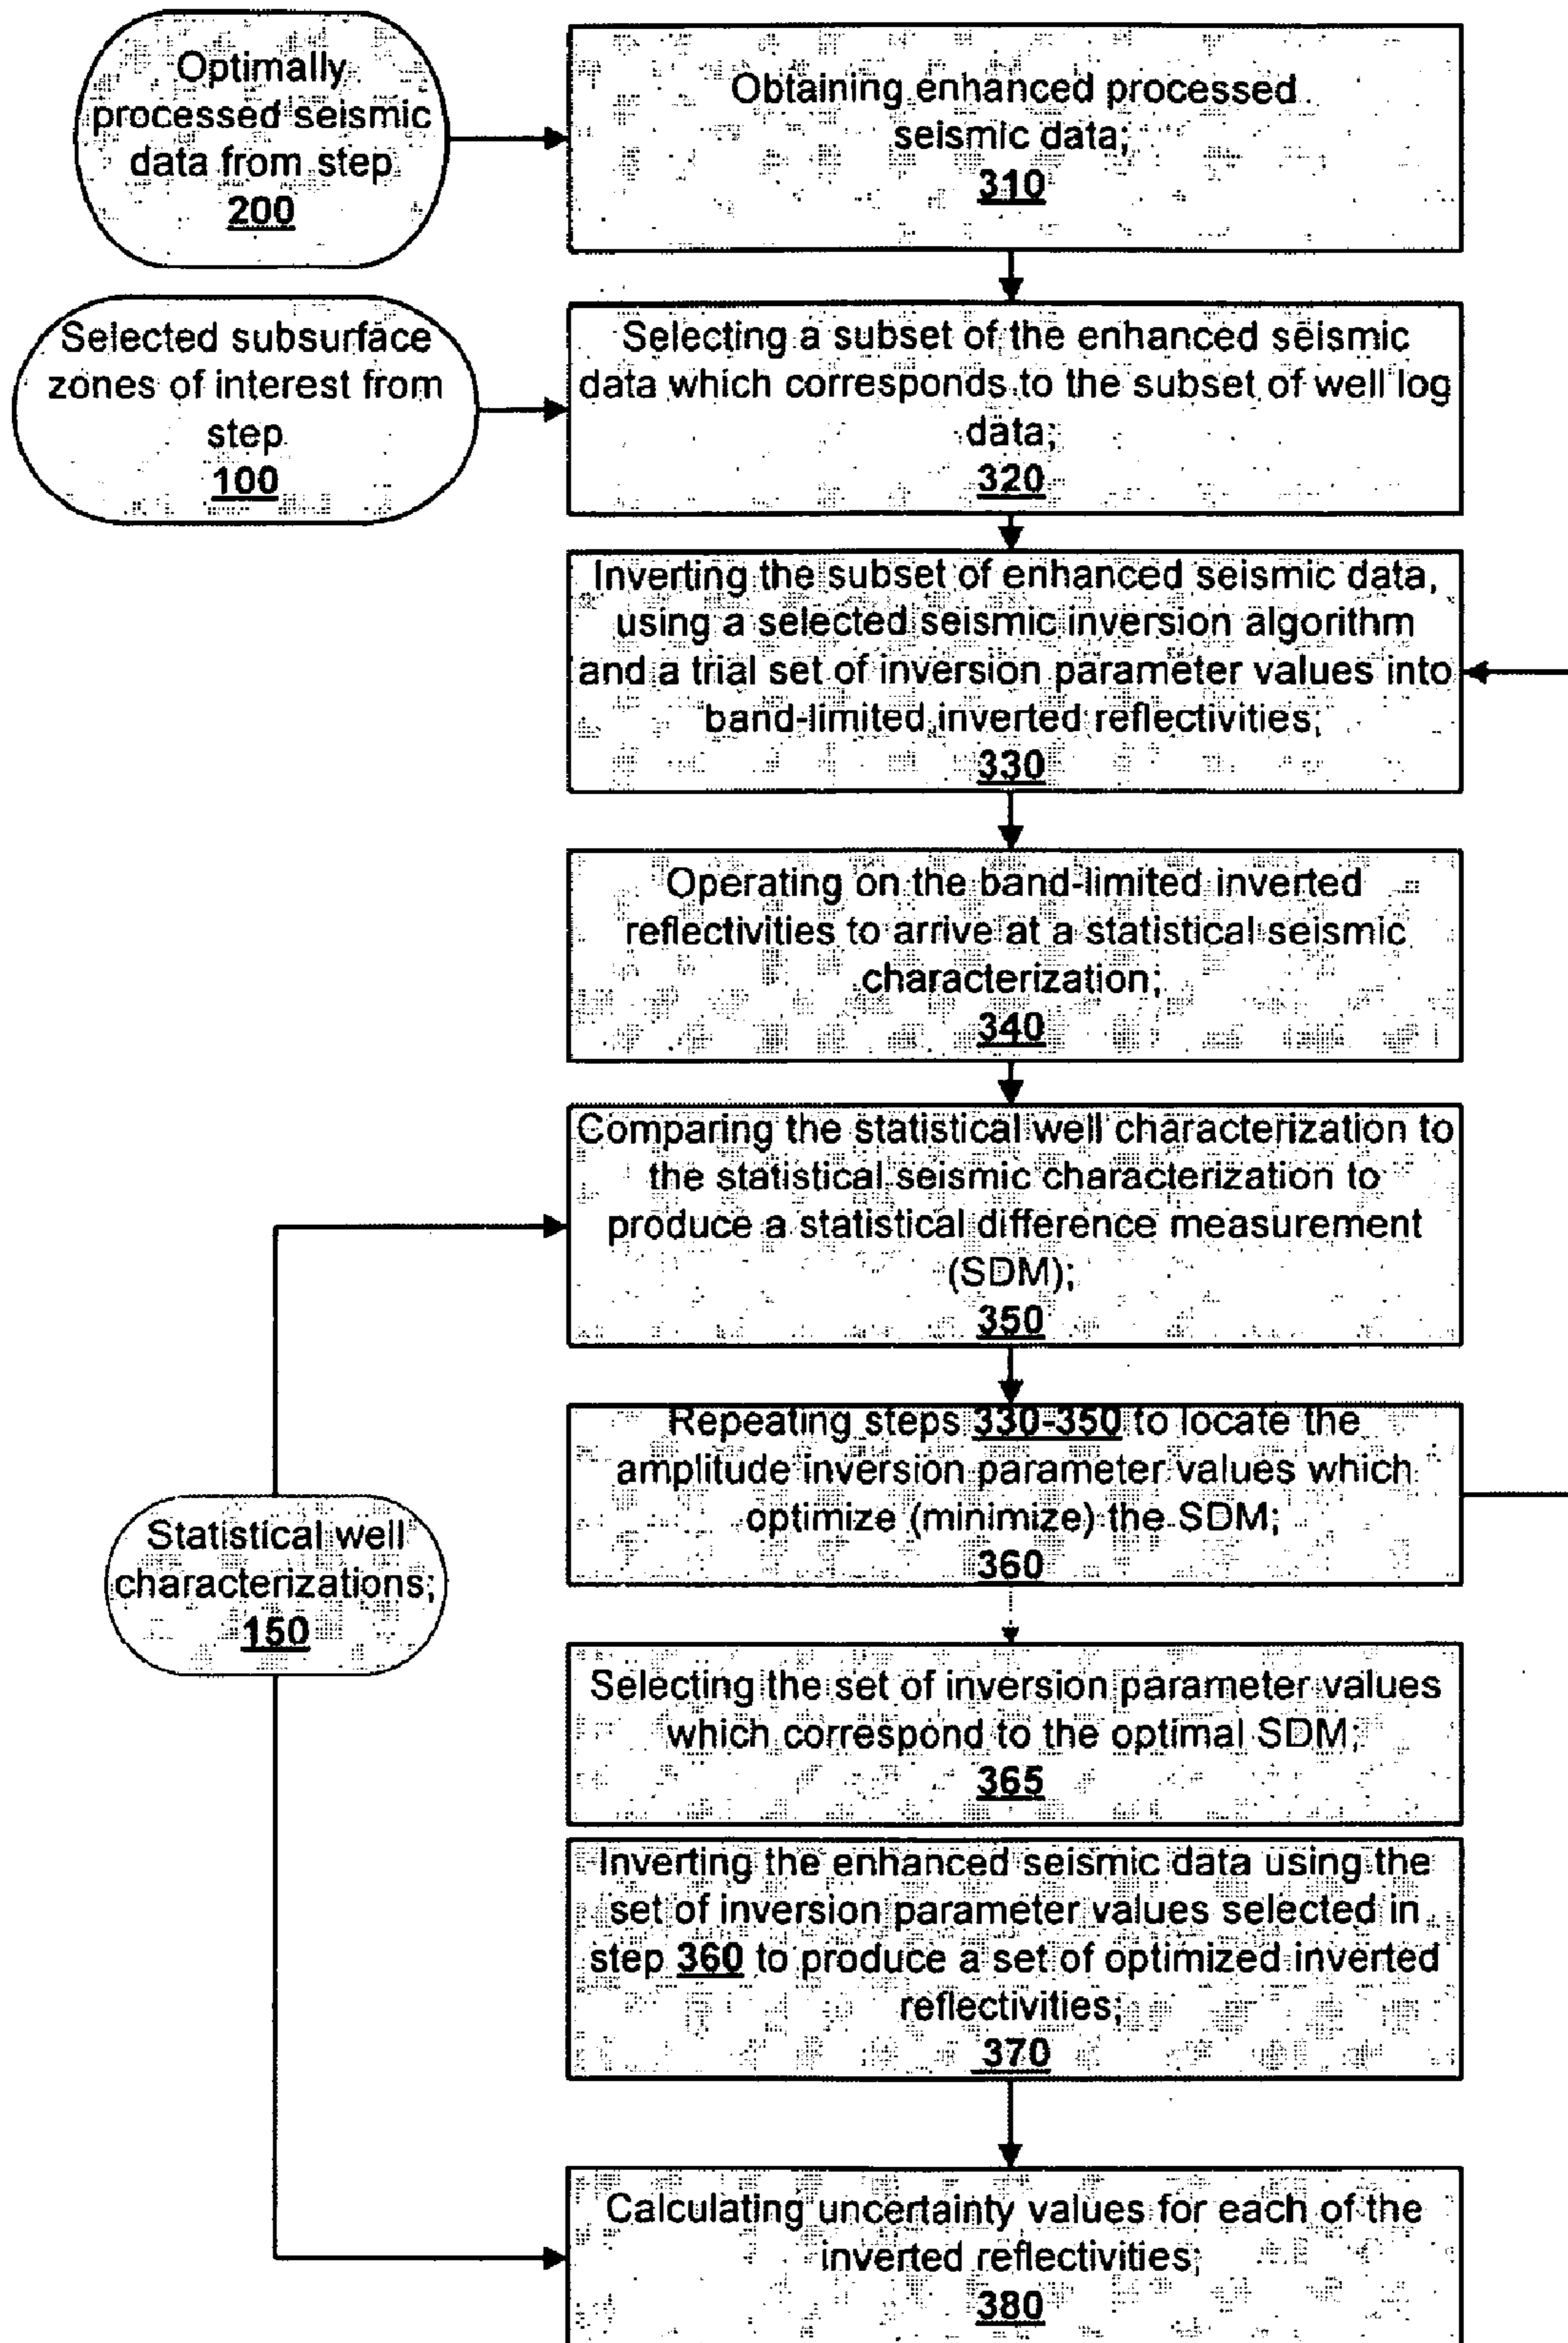 Optimally
processed seismic
data from step
200
Obtaining enhanced processed
seismic data;
310
Selected subsurface
zones of interest from
step
100
Selecting a subset of the enhanced seismic
data which corresponds to the subset of well log
data;
320
Inverting the subset of enhanced seismic data,
using a selected seismic inversion algorithm
and a trial set of inversion parameter values into
band-limited inverted reflectivities;
330
Operating on the band-limited inverted
reflectivities to arrive at a statistical seismic
characterization;
340
Comparing the statistical well characterization to
the statistical seismic characterization to
produce a statistical difference measurement
(SDM);
350
Repeating steps 330-350 to locate the
amplitude inversion parameter values which
optimize (minimize) the SDM;
360
Statistical well
characterizations;
150
Selecting the set of inversion parameter values
which correspond to the optimal SDM;
365
Inverting the enhanced seismic data using the
set of inversion parameter values selected in
step 360 to produce a set of optimized inverted
reflectivities;
370
Calculating uncertainty values for each of the
inverted reflectivities;
380